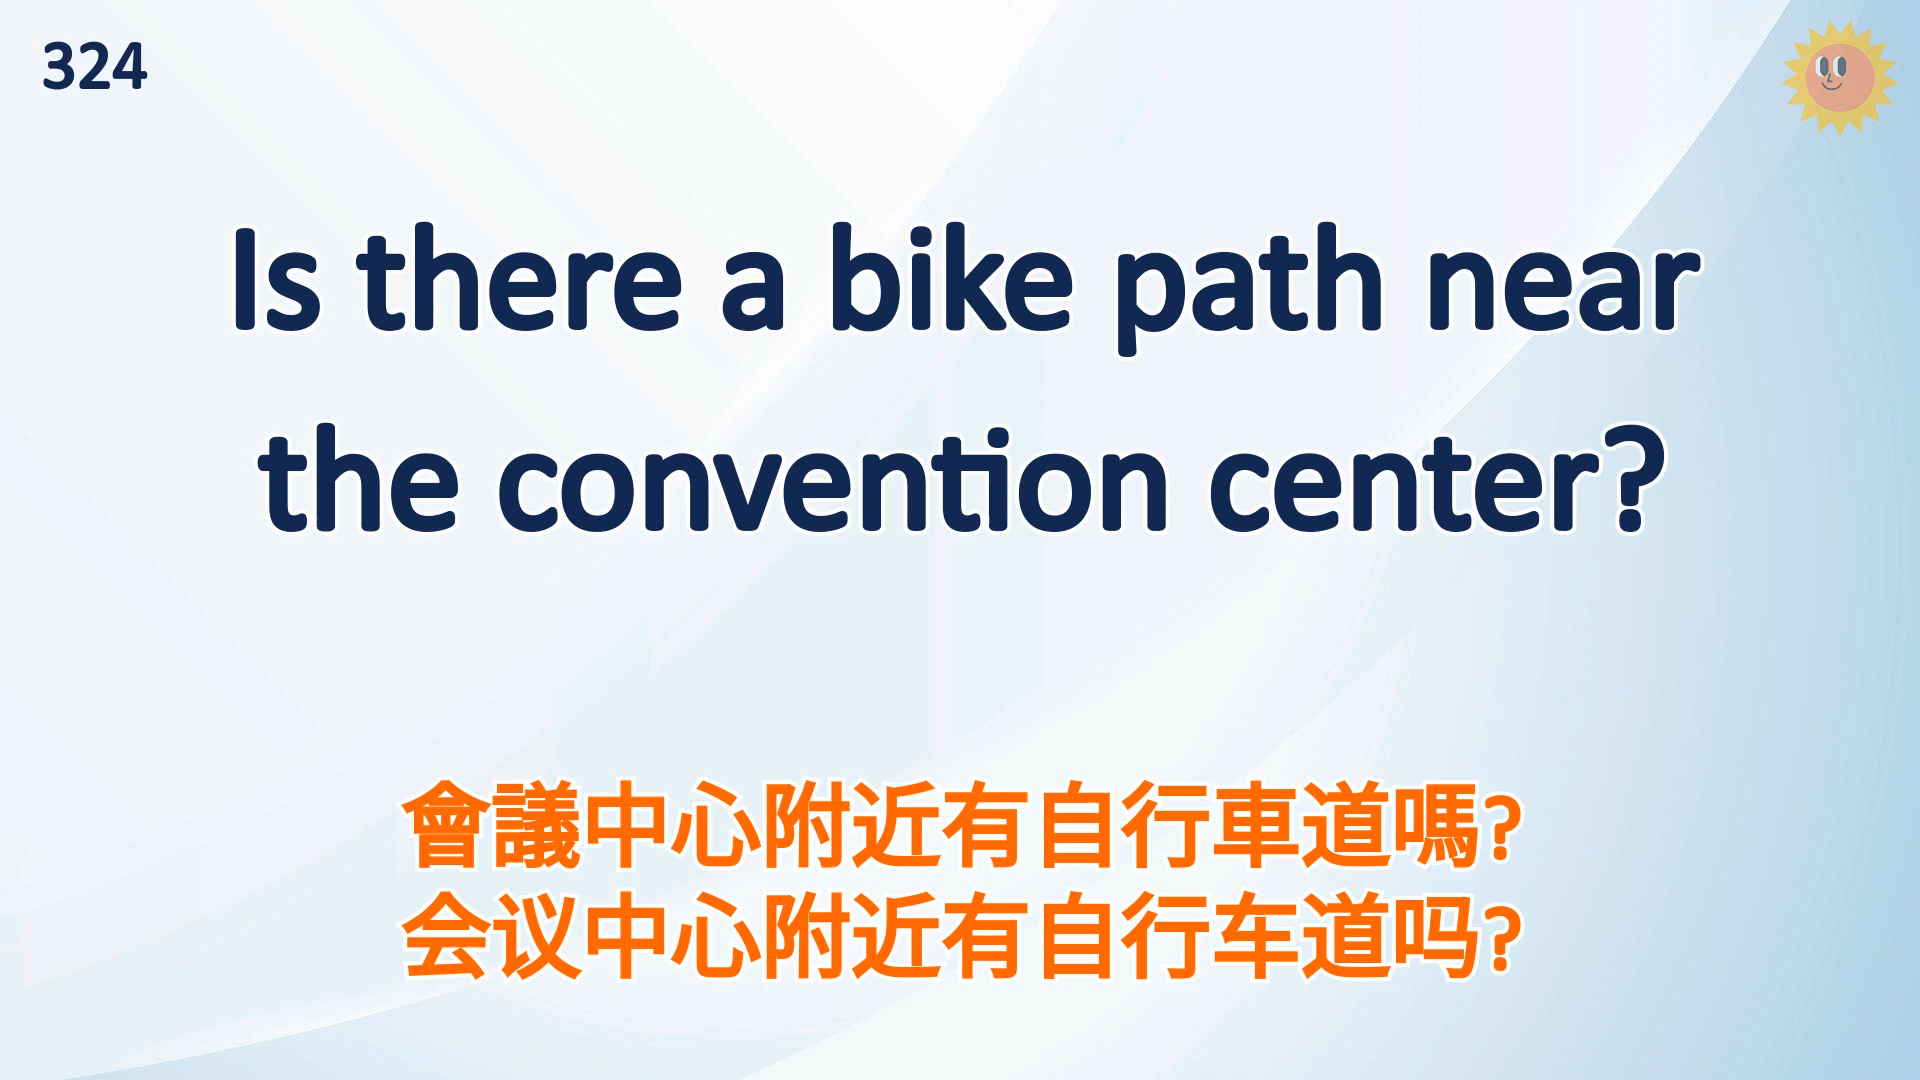 324
Is there a bike path near
the convention center?
會議中心附近有自行車道嗎?
会议中心附近有自行车道吗?